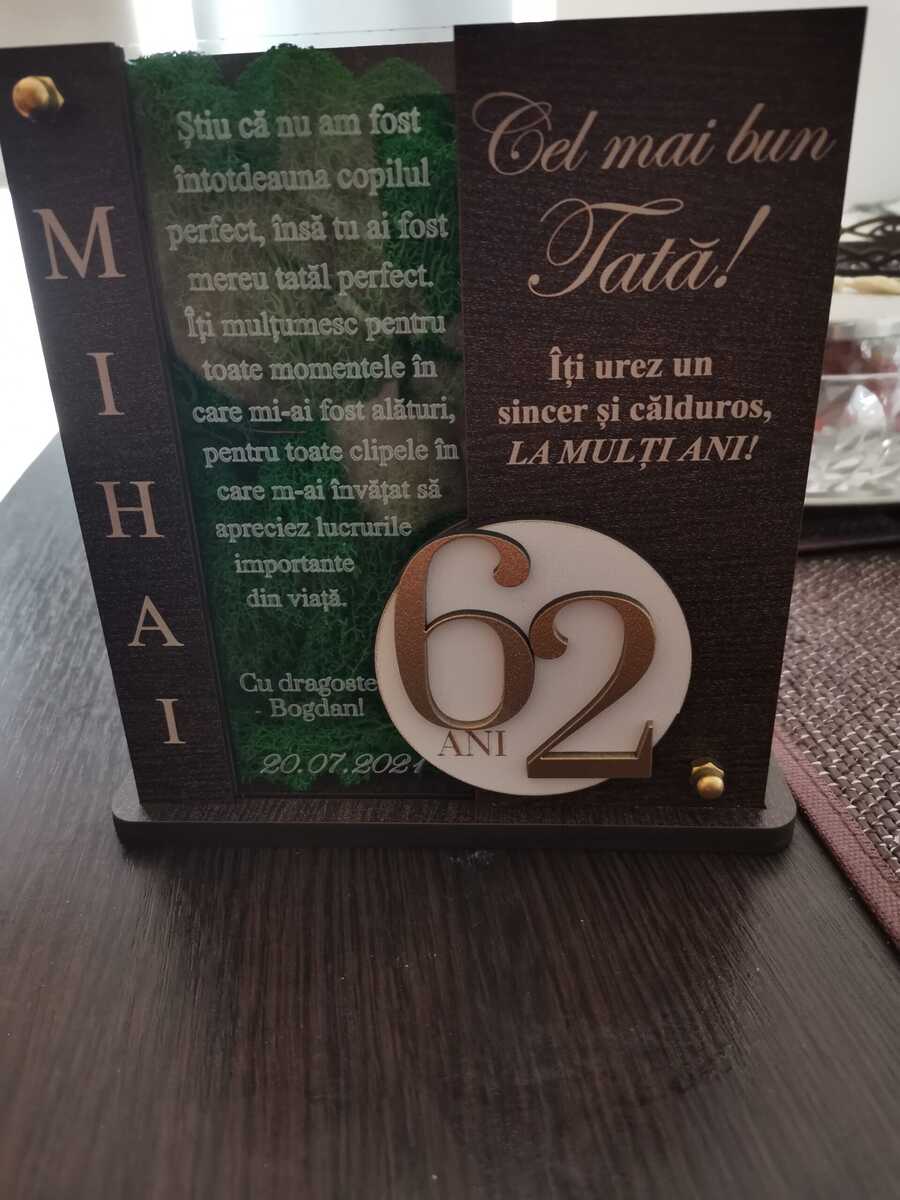 MIHAI
Știu că nu am fost
întotdeauna copilul
perfect, însă tu ai fost
mereu tatăl perfect.
Îți mulțumesc pentru
toate momentele în
care mi-ai fost alături,
pentru toate clipele în
care m-ai învățat să
apreciez lucrurile
importante
din viață.
Cu dragoste
- Bogdan!
20.07.2021
Cel mai bun
Tată!
Îți urez un
sincer și călduros,
LA MULȚI ANI!
62
ANI